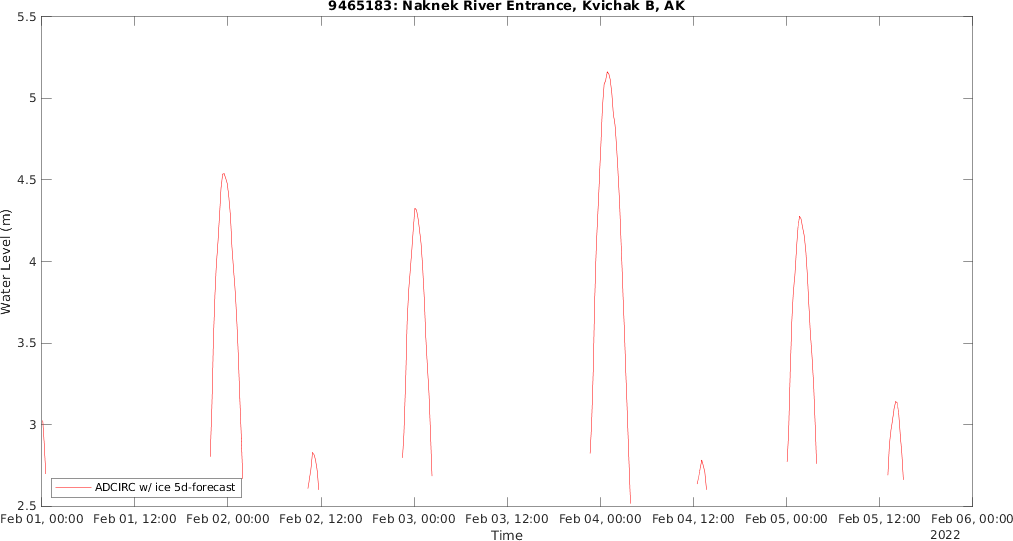 9465183: Naknek River Entrance, Kvichak B, AK
5.5
5
4.5
4
3.5
3
2.5
Water Level (m)
ADCIRC w/ ice 5d-forecast
Feb 01, 00:00 Feb 01, 12:00 Feb 02, 00:00 Feb 02, 12:00 Feb 03, 00:00 Feb 03, 12:00 Feb 04, 00:00 Feb 04, 12:00 Feb 05, 00:00 Feb 05, 12:00 Feb 06, 00:00
Time
2022